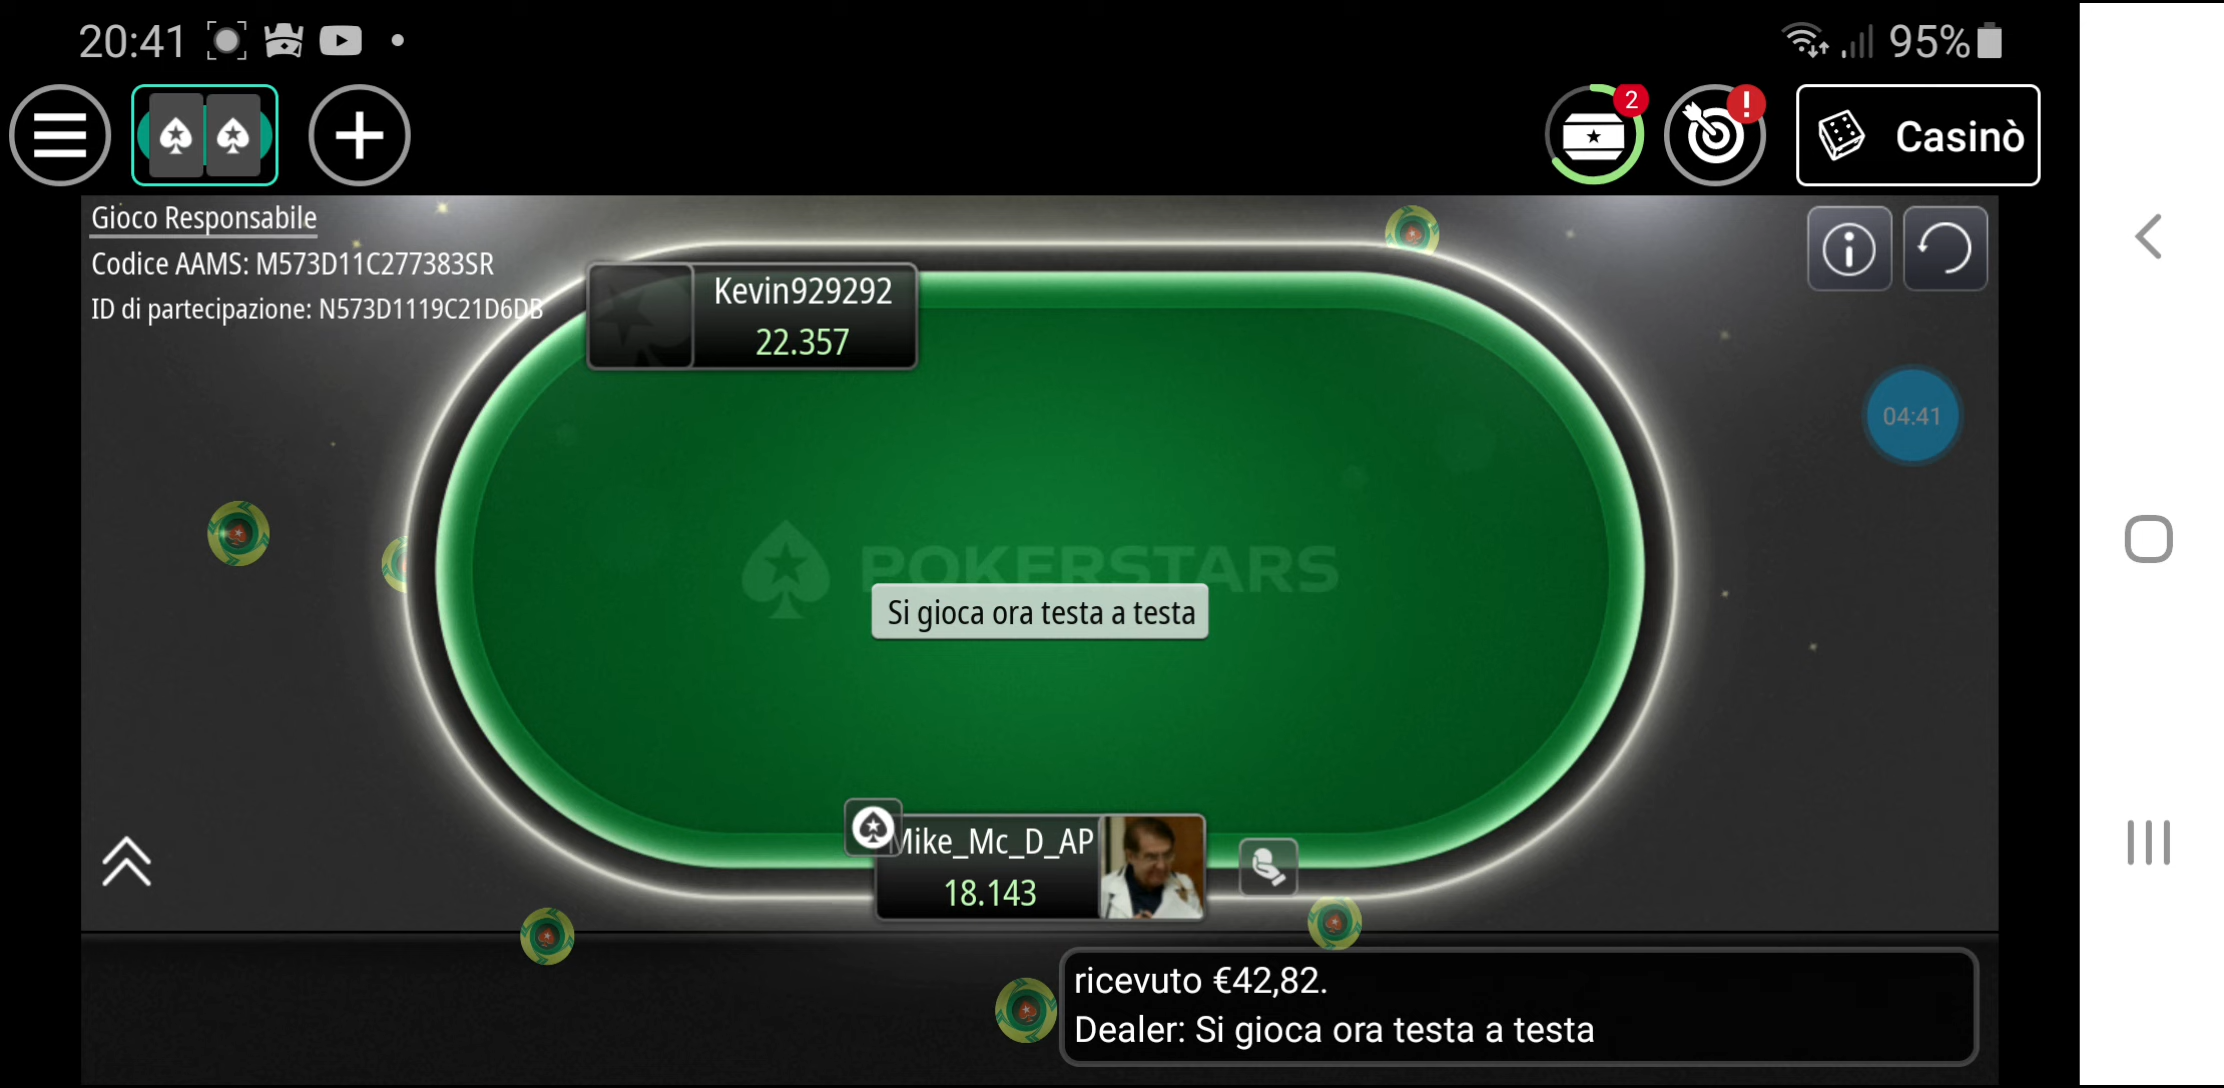 20:41
95%
2
!
Casinò
Gioco Responsabile
Codice AAMS: M573D11C277383SR
ID di partecipazione: N573D1119C21D6DB
Kevin929292
22.357
04:41
POKERSTARS
Si gioca ora testa a testa
Mike_Mc_D_AP
18.143
ricevuto €42,82.
Dealer: Si gioca ora testa a testa